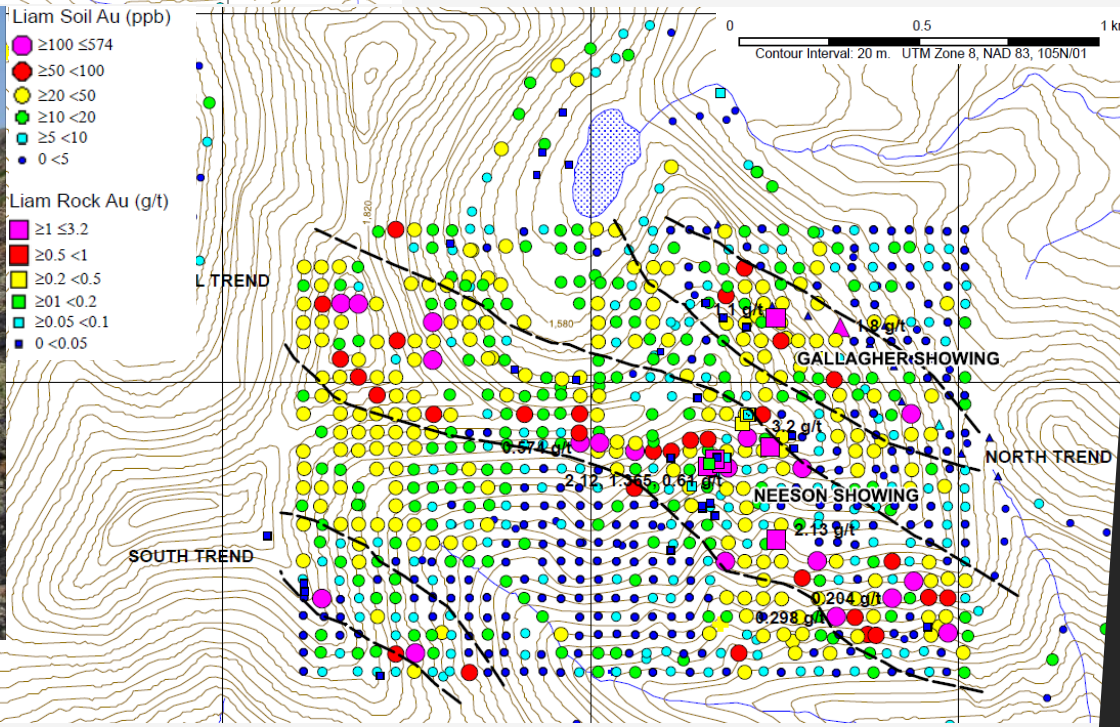 Liam Soil Au (ppb)
≥100 ≤574
≥50 <100
≥20 <50
≥10 <20
≥5 <10
0 <5
Liam Rock Au (g/t)
≥1 ≤3.2
≥0.5 <1
≥0.2 <0.5
≥01 <0.2
≥0.05 <0.1
0 <0.05
0 0.5 1 k
Contour Interval: 20 m. UTM Zone 8, NAD 83, 105N/01
1,820
L TREND
1.1 g/t
1,580
1.8 g/t
GALLAGHER SHOWING
3.2 g/t
0.574 g/t
NORTH TREND
2.12, 1.365, 0.61 g/t
NEESON SHOWING
2.13 g/t
SOUTH TREND
0.204 g/t
0.298 g/t